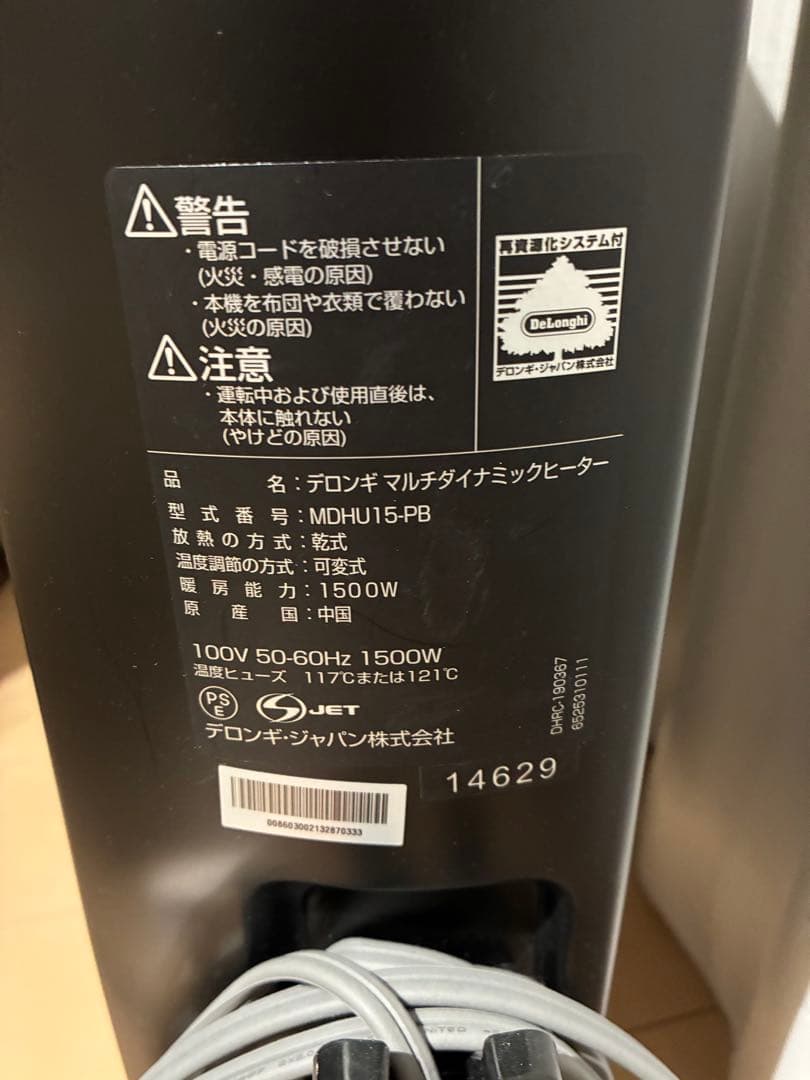 警告
・電源コードを破損させない
(火災・感電の原因)
・本機を布団や衣類で覆わない
(火災の原因)
注意
・運転中および使用直後は、
本体に触れない
(やけどの原因)
再資源化システム付
DeLonghi
デロンギ・ジャパン株式会社
品名：デロンギ マルチダイナミックヒーター
型式番号：MDHU15-PB
放熱の方式：乾式
温度調節の方式：可変式
暖房能力：1500W
原産国：中国
100V 50-60Hz 1500W
温度ヒューズ 117℃または121℃
PS
E
JET
デロンギ・ジャパン株式会社
DHRC-190367
6525310111
14629
008603002132870333